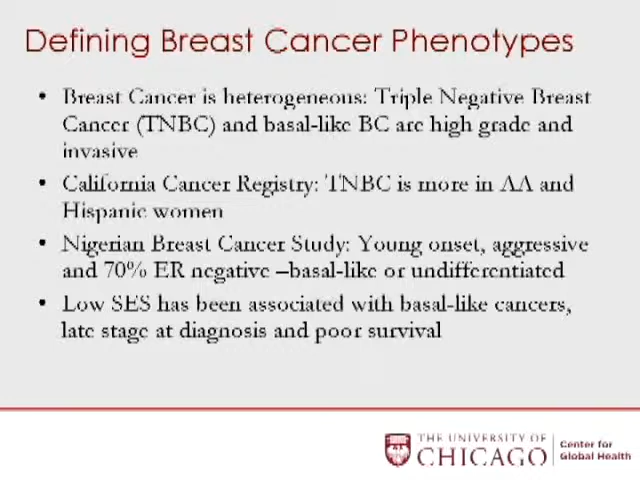 Defining Breast Cancer Phenotypes
• Breast Cancer is heterogeneous: Triple Negative Breast
Cancer (TNBC) and basal-like BC are high grade and
invasive
• California Cancer Registry: TNBC is more in AA and
Hispanic women
• Nigerian Breast Cancer Study: Young onset, aggressive
and 70% ER negative –basal-like or undifferentiated
• Low SES has been associated with basal-like cancers,
late stage at diagnosis and poor survival
THE UNIVERSITY OF
CHICAGO
Center for
Global Health